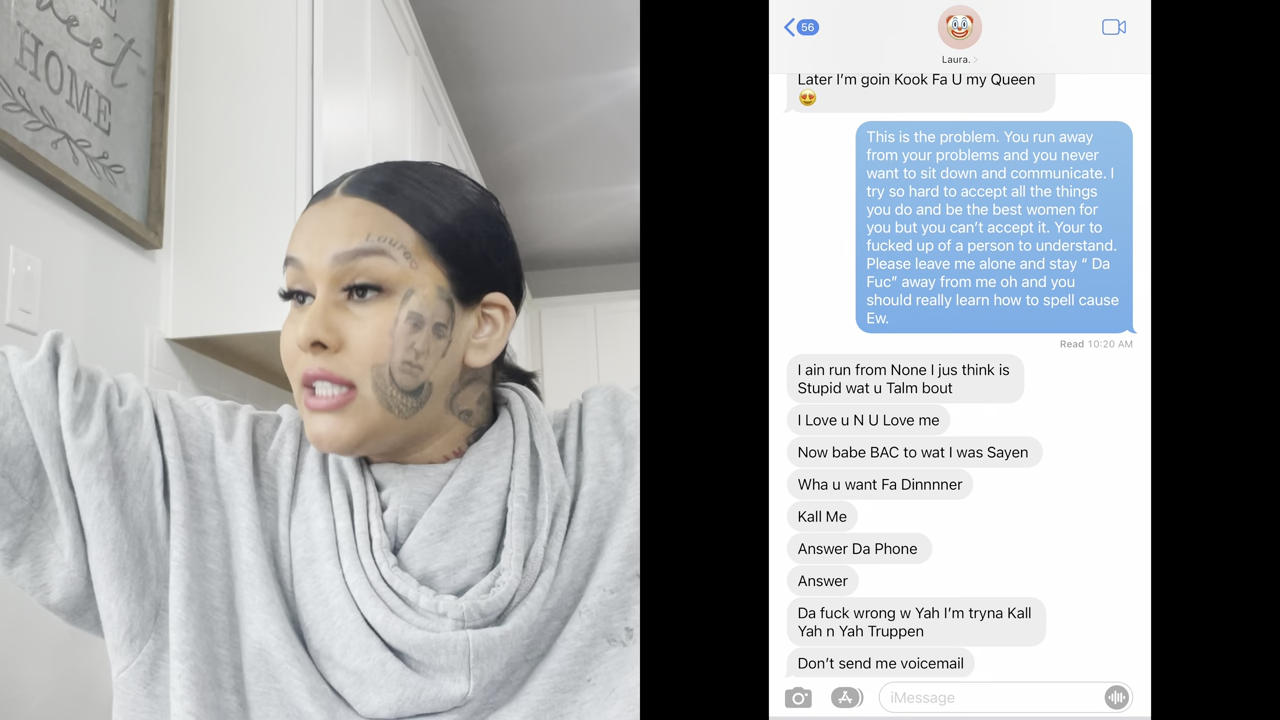 Sweet
HOME
Laura
56
Laura.
Later I'm goin Kook Fa U my Queen
😍
This is the problem. You run away
from your problems and you never
want to sit down and communicate. I
try so hard to accept all the things
you do and be the best women for
you but you can't accept it. Your to
fucked up of a person to understand.
Please leave me alone and stay “ Da
Fuc” away from me oh and you
should really learn how to spell cause
Ew.
Read 10:20 AM
I ain run from None I jus think is
Stupid wat u Talm bout
I Love u N U Love me
Now babe BAC to wat I was Sayen
Wha u want Fa Dinnnner
Kall Me
Answer Da Phone
Answer
Da fuck wrong w Yah I'm tryna Kall
Yah n Yah Truppen
Don't send me voicemail
iMessage